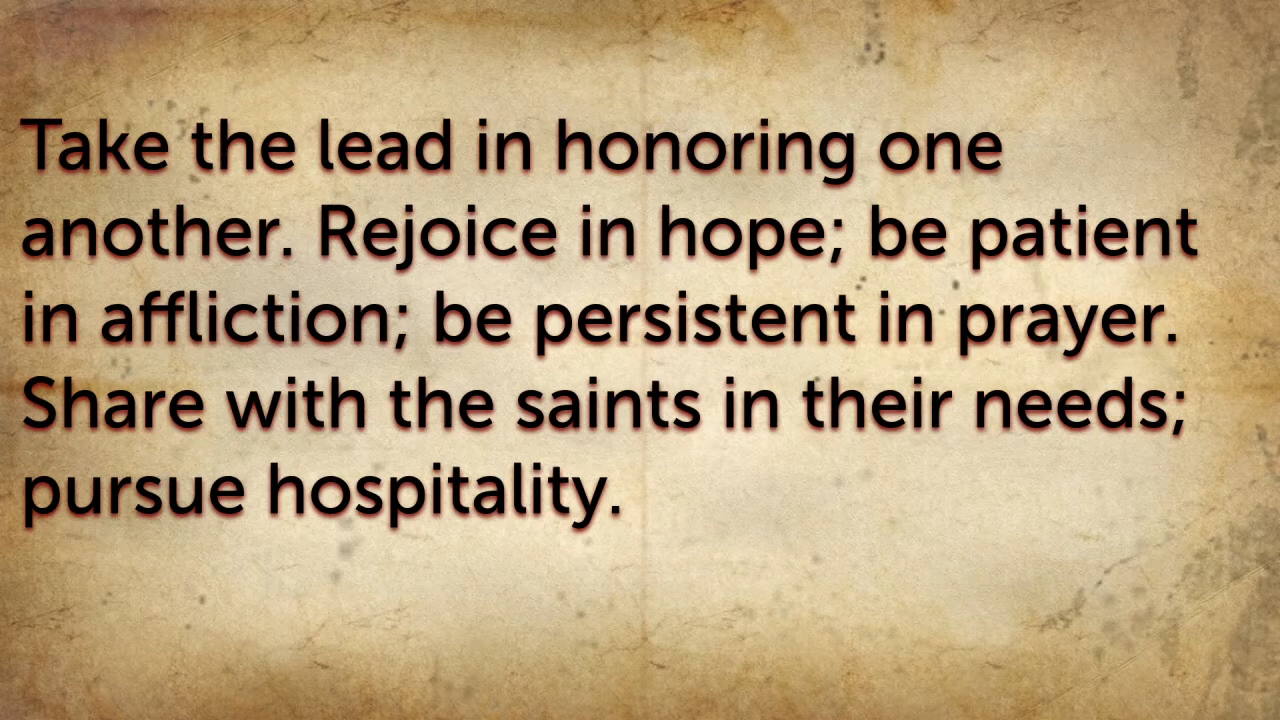 Take the lead in honoring one
another. Rejoice in hope; be patient
in affliction; be persistent in prayer.
Share with the saints in their needs;
pursue hospitality.